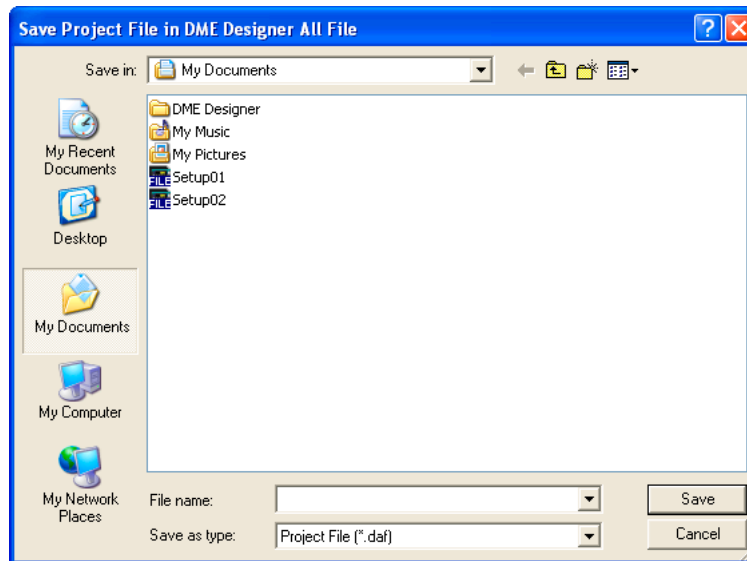 Save Project File in DME Designer All File
Save in:
My Documents
DME Designer
My Music
My Pictures
FILE Setup01
FILE Setup02
My Recent
Documents
Desktop
My Documents
My Computer
My Network
Places
File name:
Save
Save as type:
Project File (*.daf)
Cancel